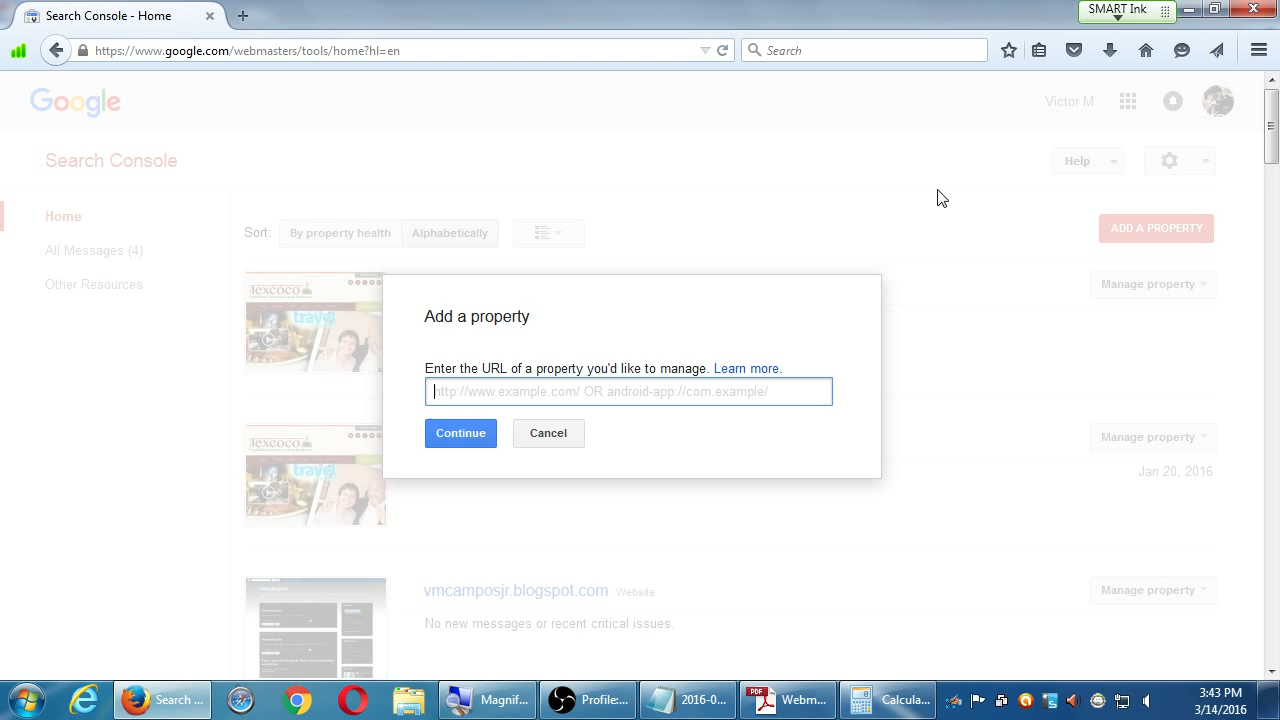 Search Console - Home
SMART Ink
https://www.google.com/webmasters/tools/home?hl=en
Search
Google
Victor M
Search Console
Help
Home
Sort: By property health Alphabetically
ADD A PROPERTY
All Messages (4)
Other Resources
Texcoco
travel
Manage property
Add a property
Enter the URL of a property you'd like to manage. Learn more.
http://www.example.com/ OR android-app://com.example/
Continue Cancel
Texcoco
travel
Manage property
Jan 20, 2016
vmcamposjr.blogspot.com Website
Manage property
No new messages or recent critical issues.
Search ...
Magnif...
Profile:...
2016-0...
PDF
Webm...
Calcula...
3:43 PM
3/14/2016